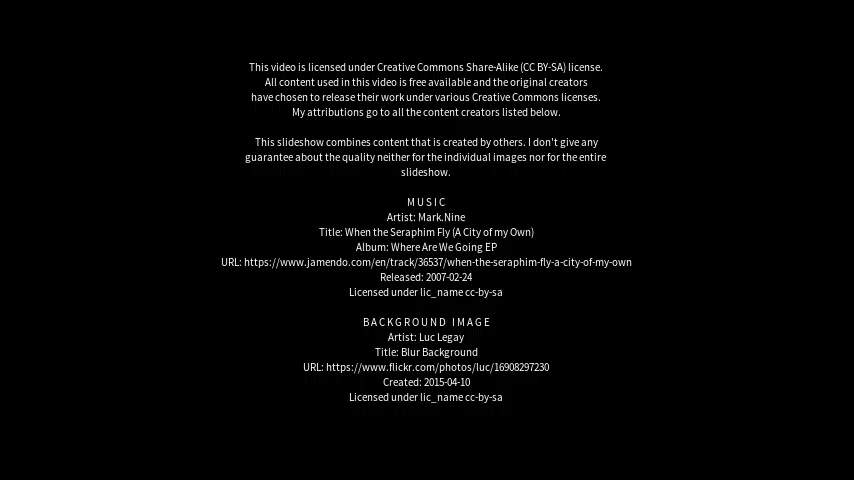 This video is licensed under Creative Commons Share-Alike (CC BY-SA) license.
All content used in this video is free available and the original creators
have chosen to release their work under various Creative Commons licenses.
My attributions go to all the content creators listed below.
This slideshow combines content that is created by others. I don't give any
guarantee about the quality neither for the individual images nor for the entire
slideshow.
MUSIC
Artist: Mark.Nine
Title: When the Seraphim Fly (A City of my Own)
Album: Where Are We Going EP
URL: https://www.jamendo.com/en/track/36537/when-the-seraphim-fly-a-city-of-my-own
Released: 2007-02-24
Licensed under lic_name cc-by-sa
BACKGROUND IMAGE
Artist: Luc Legay
Title: Blur Background
URL: https://www.flickr.com/photos/luc/16908297230
Created: 2015-04-10
Licensed under lic_name cc-by-sa